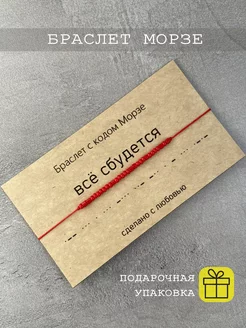 БРАСЛЕТ МОРЗЕ
Браслет с кодом Морзе
всё сбудется
сделано с любовью
ПОДАРОЧНАЯ
УПАКОВКА